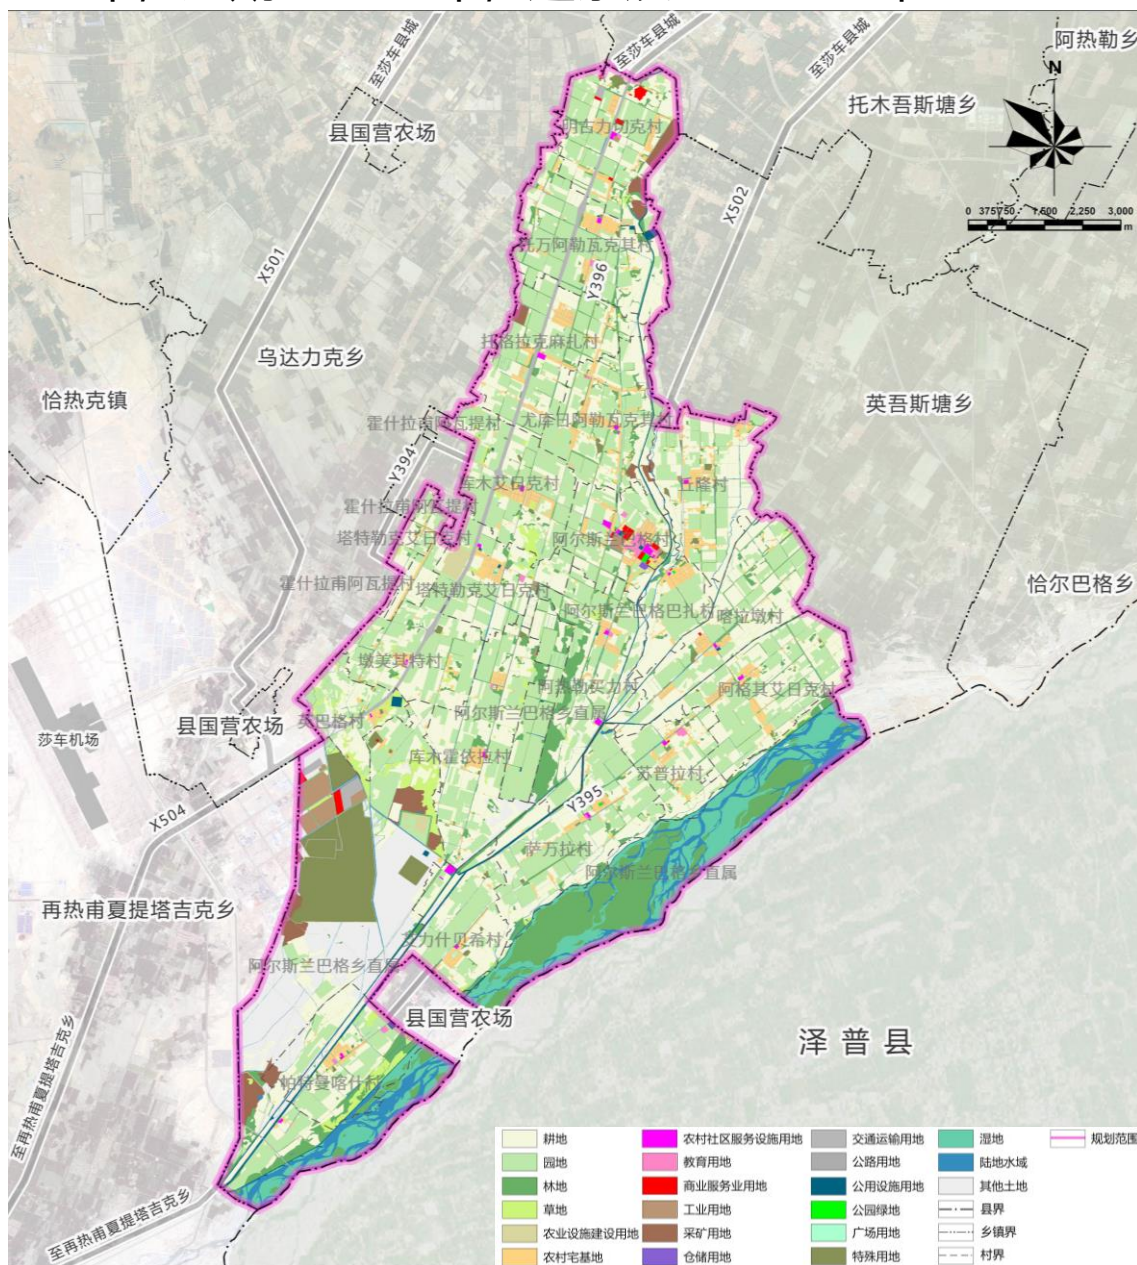 至莎车县城
至莎车县城
至莎车县城
阿热勒乡
N
托木吾斯塘乡
县国营农场
明古力切克村
X502
0 375 750 1,500 2,250 3,000
m
托万阿勒瓦克其村
X501
Y396
乌达力克乡
托格拉克麻扎村
恰热克镇
英吾斯塘乡
霍什拉甫阿瓦提村
尤库日阿勒瓦克其村
Y394
库木艾日克村
丘隆村
霍什拉甫阿瓦提村
塔特勒克艾日克村
阿尔斯兰巴格村
霍什拉甫阿瓦提村
塔特勒克艾日克村
恰尔巴格乡
阿尔斯兰巴格巴扎村
喀拉墩村
墩美其特村
阿热勒买力村
阿格其艾日克村
英巴格村
阿尔斯兰巴格乡直属
县国营农场
莎车机场
库木霍依拉村
苏普拉村
X504
Y395
萨万拉村
阿尔斯兰巴格乡直属
再热甫夏提塔吉克乡
艾力什贝希村
阿尔斯兰巴格乡直属
县国营农场
泽普县
帕特曼喀什村
至再热甫夏提塔吉克乡
至再热甫夏提塔吉克乡
耕地
园地
林地
草地
农业设施建设用地
农村宅基地
农村社区服务设施用地
教育用地
商业服务业用地
工业用地
采矿用地
仓储用地
交通运输用地
公路用地
公用设施用地
公园绿地
广场用地
特殊用地
湿地
陆地水域
其他土地
县界
乡镇界
村界
规划范围